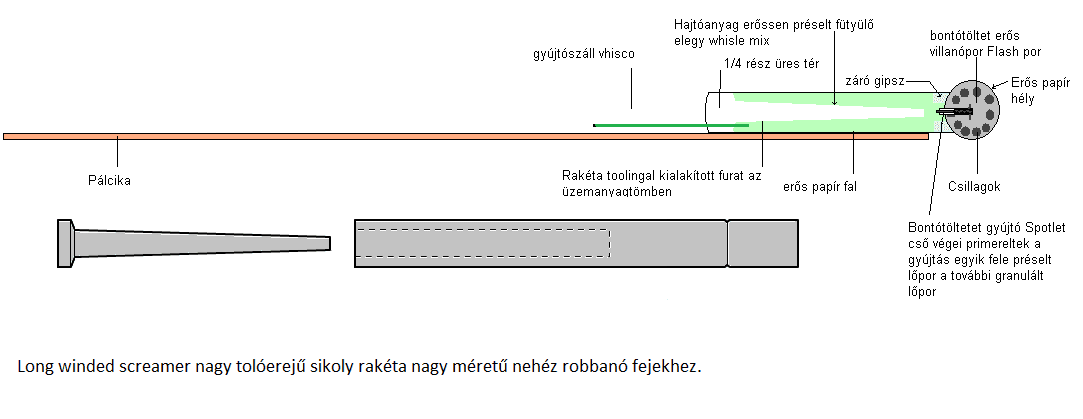 Hajtóanyag erőssen préselt fütyülő
elegy whisle mix
bontótöltet erős
villanópor Flash por
gyújtószáll vhisco
1/4 rész üres tér
záró gipsz
Erős papír
hély
Pálcika
Rakéta toolingal kialakított furat az
üzemanyagtömben
erős papír fal
Csillagok
Bontótöltetet gyújtó Spotlet
cső végei primereltek a
gyújtás egyik fele préselt
lőpor a további granulált
lőpor
Long winded screamer nagy tolóerejű sikoly rakéta nagy méretű nehéz robbanó fejekhez.